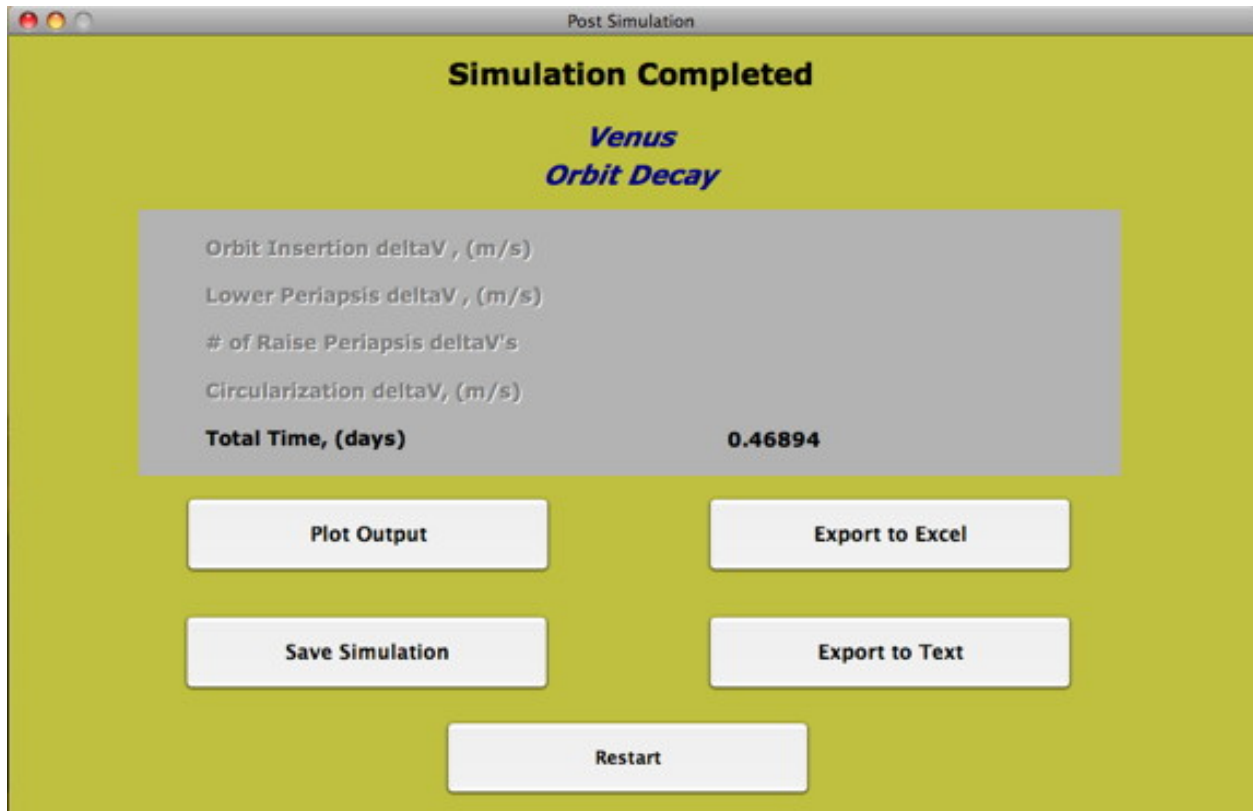 Post Simulation
Simulation Completed
Venus
Orbit Decay
Orbit Insertion deltaV , (m/s)
Lower Periapsis deltaV , (m/s)
# of Raise Periapsis deltaV's
Circularization deltaV, (m/s)
Total Time, (days) 0.46894
Plot Output Export to Excel
Save Simulation Export to Text
Restart